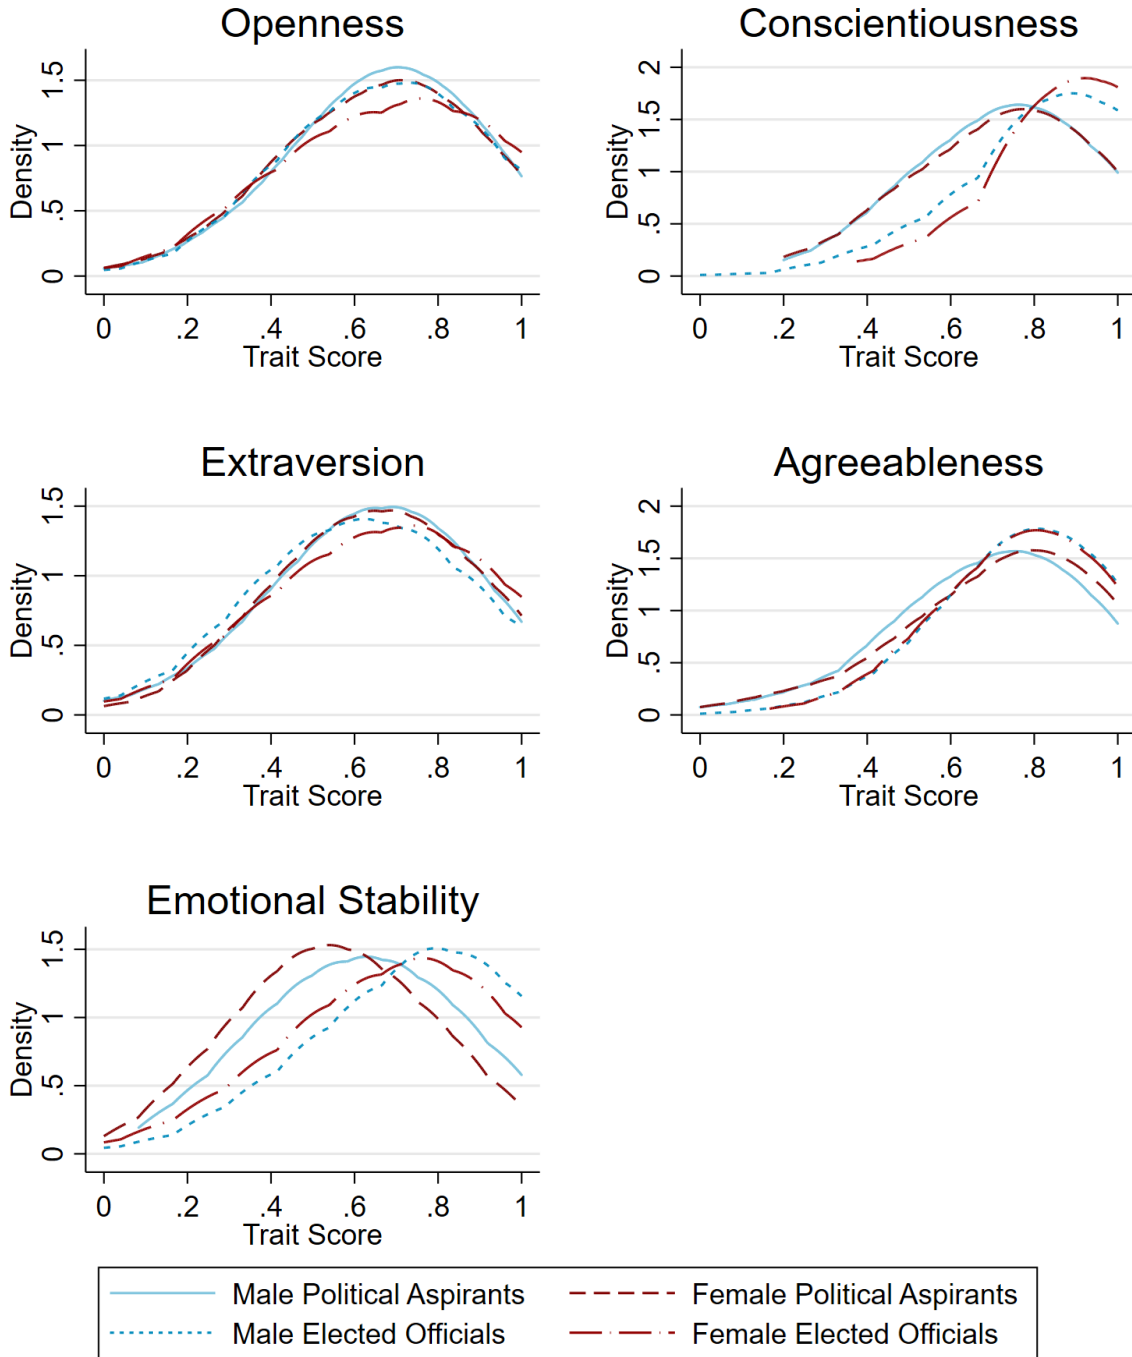 Openness
Density
0
.5
1
1.5
0 .2 .4 .6 .8 1
Trait Score
Conscientiousness
Density
0
.5
1
1.5
2
0 .2 .4 .6 .8 1
Trait Score
Extraversion
Density
0
.5
1
1.5
0 .2 .4 .6 .8 1
Trait Score
Agreeableness
Density
0
.5
1
1.5
2
0 .2 .4 .6 .8 1
Trait Score
Emotional Stability
Density
0
.5
1
1.5
0 .2 .4 .6 .8 1
Trait Score
Male Political Aspirants
Female Political Aspirants
Male Elected Officials
Female Elected Officials